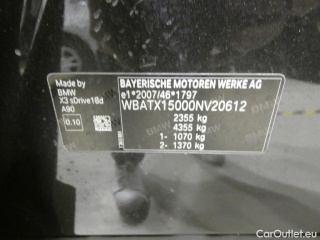 Made by
BMW
X3 sDrive18d
A90
0.10
BAYERISCHE MOTOREN WERKE AG
e1*2007/46*1797
WBATX15000NV20612
2355 kg
4355 kg
1- 1070 kg
2- 1370 kg
© CarOutlet.eu